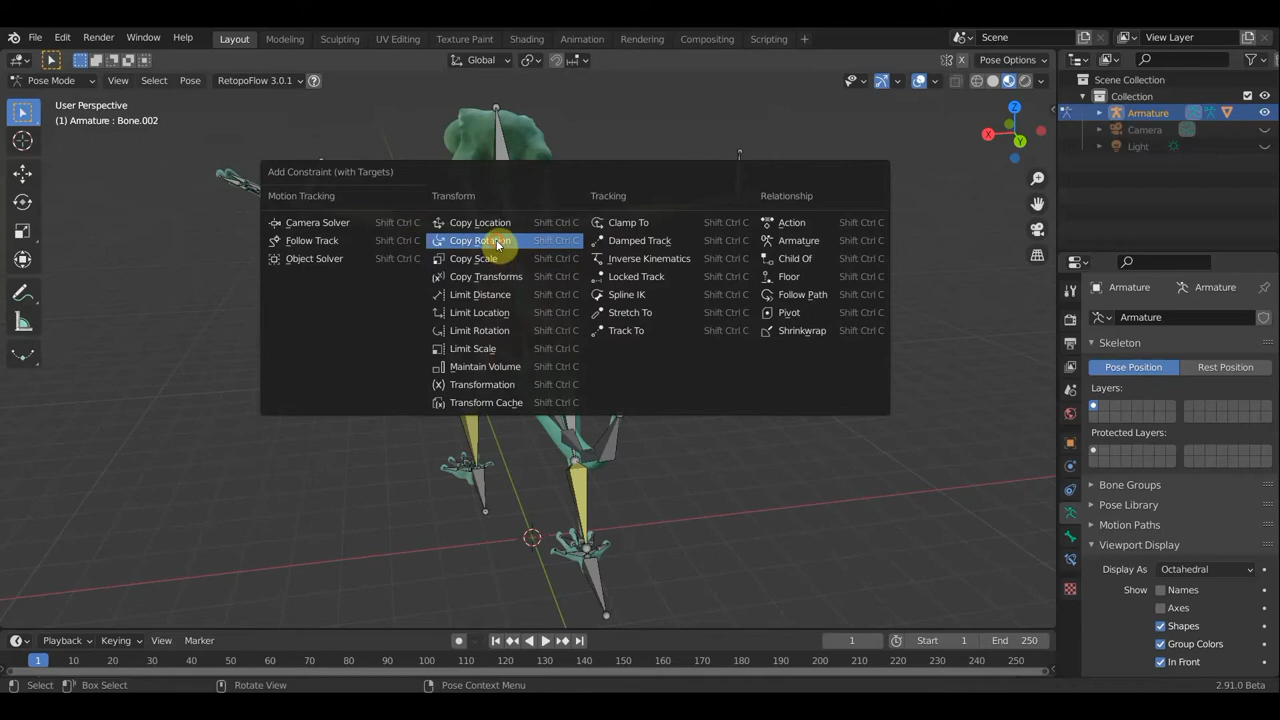 File Edit Render Window Help Layout Modeling Sculpting UV Editing Texture Paint Shading Animation Rendering Compositing Scripting + Scene View Layer
Global Pose Options
Pose Mode View Select Pose RetopoFlow 3.0.1
User Perspective
(1) Armature : Bone.002
Z
X
Y
Scene Collection
Collection
Armature
Camera
Light
Add Constraint (with Targets)
Motion Tracking Transform Tracking Relationship
Camera Solver Shift Ctrl C Copy Location Shift Ctrl C Clamp To Shift Ctrl C Action Shift Ctrl C
Follow Track Shift Ctrl C Copy Rotation Shift Ctrl C Damped Track Shift Ctrl C Armature Shift Ctrl C
Object Solver Shift Ctrl C Copy Scale Shift Ctrl C Inverse Kinematics Shift Ctrl C Child Of Shift Ctrl C
Copy Transforms Shift Ctrl C Locked Track Shift Ctrl C Floor Shift Ctrl C
Limit Distance Shift Ctrl C Spline IK Shift Ctrl C Follow Path Shift Ctrl C
Limit Location Shift Ctrl C Stretch To Shift Ctrl C Pivot Shift Ctrl C
Limit Rotation Shift Ctrl C Track To Shift Ctrl C Shrinkwrap Shift Ctrl C
Limit Scale Shift Ctrl C
Maintain Volume Shift Ctrl C
Transformation Shift Ctrl C
Transform Cache Shift Ctrl C
Armature Armature
Armature
Skeleton
Pose Position Rest Position
Layers:
Protected Layers:
Bone Groups
Pose Library
Motion Paths
Viewport Display
Display As Octahedral
Show Names
Axes
Shapes
Group Colors
In Front
Playback Keying View Marker 1 Start 1 End 250
1 10 20 30 40 50 60 70 80 90 100 110 120 130 140 150 160 170 180 190 200 210 220 230 240 250
Select Box Select Rotate View Pose Context Menu 2.91.0 Beta